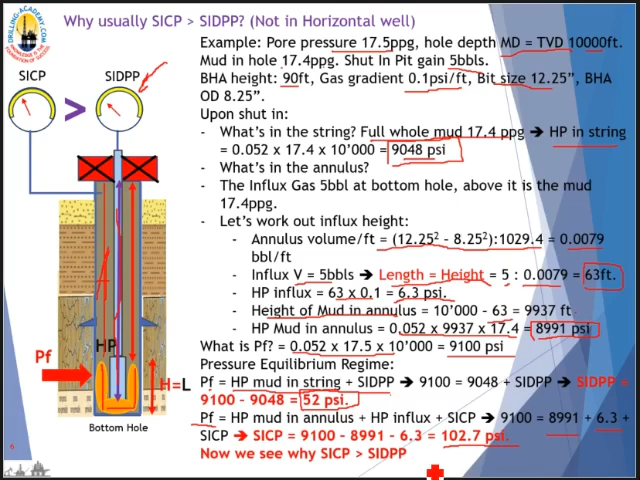 Why usually SICP > SIDPP? (Not in Horizontal well)
DRILLING-ACADEMY.COM
KNOWLEDGE IS THE
FOUNDATION OF SUCCESS
Example: Pore pressure 17.5ppg, hole depth MD = TVD 10000ft.
Mud in hole 17.4ppg. Shut In Pit gain 5bbls.
BHA height: 90ft, Gas gradient 0.1psi/ft, Bit size 12.25”, BHA
OD 8.25”.
Upon shut in:
- What’s in the string? Full whole mud 17.4 ppg ➔ HP in string
= 0.052 x 17.4 x 10’000 = 9048 psi
- What’s in the annulus?
- The Influx Gas 5bbl at bottom hole, above it is the mud
17.4ppg.
- Let’s work out influx height:
- Annulus volume/ft = (12.25² – 8.25²):1029.4 = 0.0079
bbl/ft
- Influx V = 5bbls ➔ Length = Height = 5 : 0.0079 = 63ft.
- HP influx = 63 x 0.1 = 6.3 psi.
- Height of Mud in annulus = 10’000 – 63 = 9937 ft
- HP Mud in annulus = 0.052 x 9937 x 17.4 = 8991 psi
What is Pf? = 0.052 x 17.5 x 10’000 = 9100 psi
Pressure Equilibrium Regime:
Pf = HP mud in string + SIDPP ➔ 9100 = 9048 + SIDPP ➔ SIDPP =
9100 – 9048 = 52 psi.
Pf = HP mud in annulus + HP influx + SICP ➔ 9100 = 8991 + 6.3 +
SICP ➔ SICP = 9100 – 8991 – 6.3 = 102.7 psi.
Now we see why SICP > SIDPP
SICP
SIDPP
>
HP
Pf
H=L
Bottom Hole
6